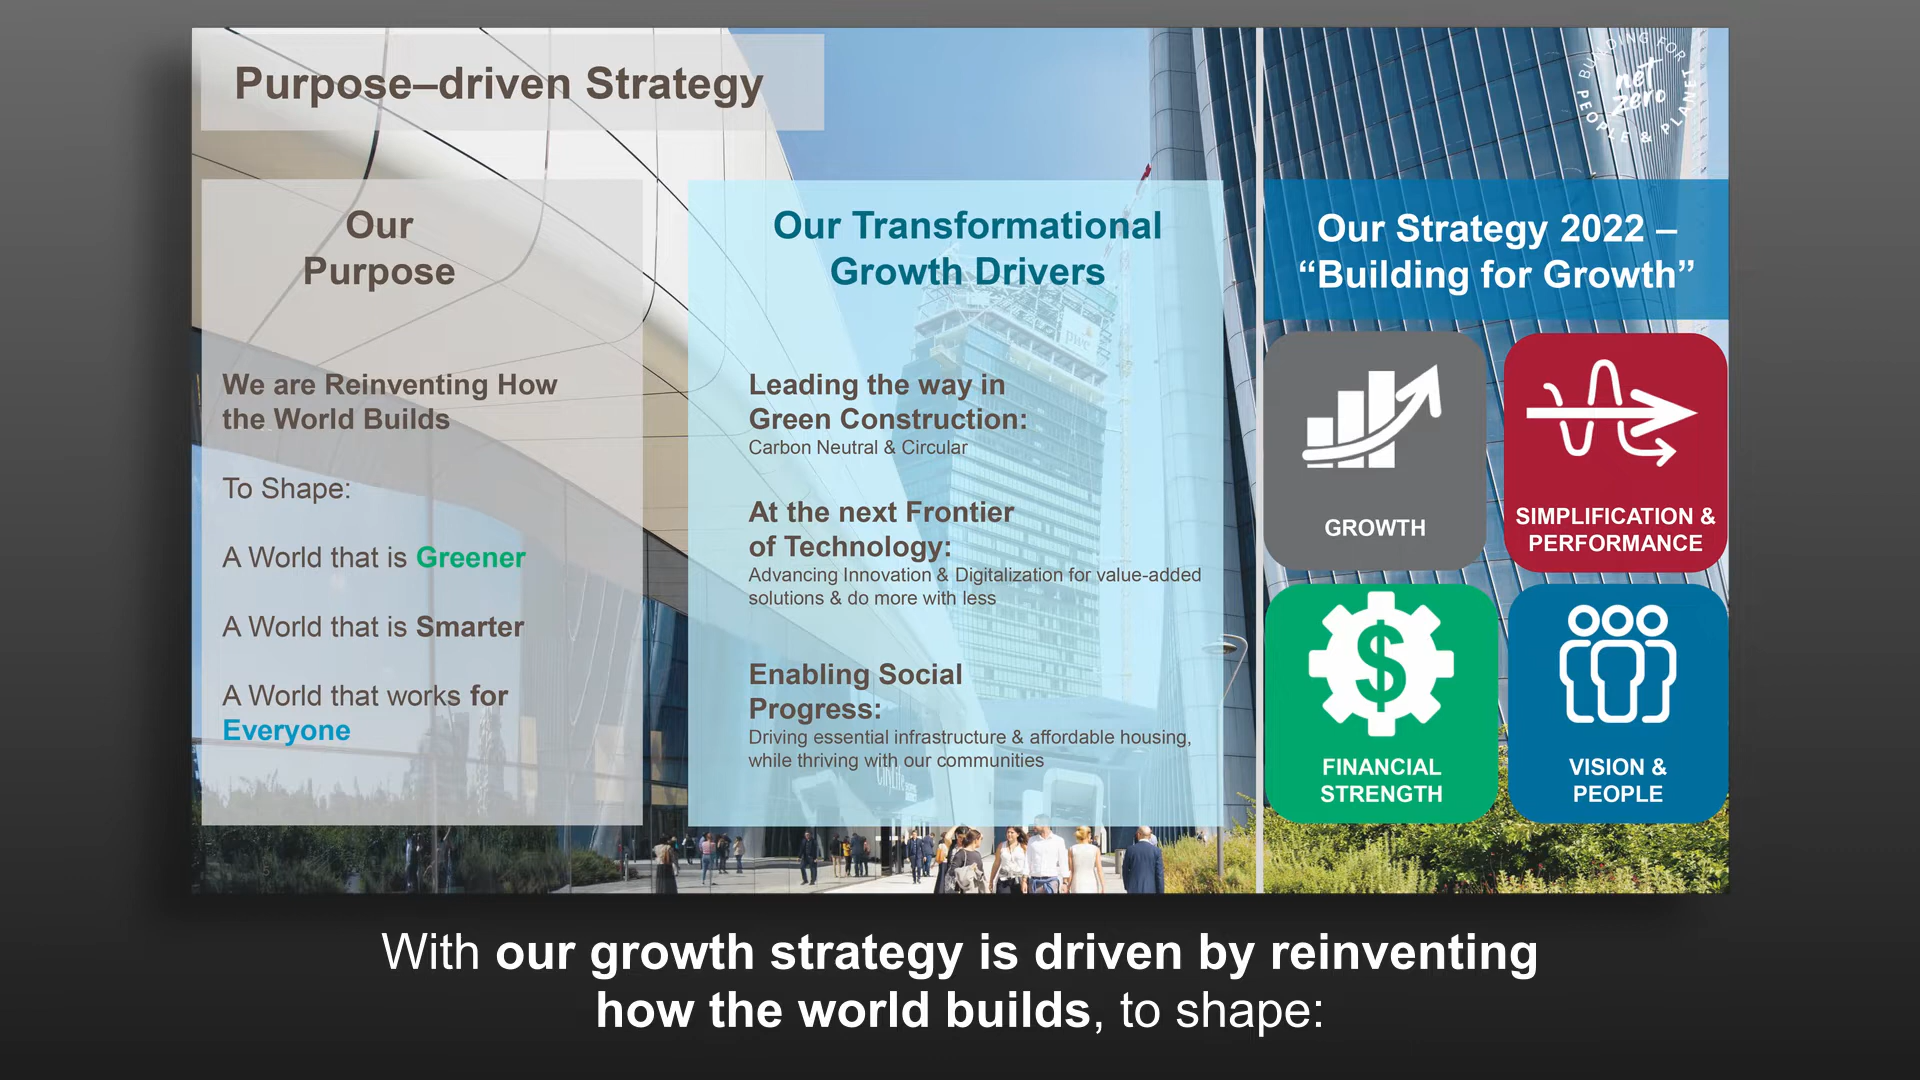 Purpose–driven Strategy
BUILDING FOR
PEOPLE & PLANET
net
zero
Our
Purpose
We are Reinventing How
the World Builds
To Shape:
A World that is Greener
A World that is Smarter
A World that works for
Everyone
Our Transformational
Growth Drivers
pwc
Leading the way in
Green Construction:
Carbon Neutral & Circular
At the next Frontier
of Technology:
Advancing Innovation & Digitalization for value-added
solutions & do more with less
Enabling Social
Progress:
Driving essential infrastructure & affordable housing,
while thriving with our communities
Our Strategy 2022 –
“Building for Growth”
GROWTH
SIMPLIFICATION &
PERFORMANCE
$
FINANCIAL
STRENGTH
VISION &
PEOPLE
5
With our growth strategy is driven by reinventing
how the world builds, to shape: